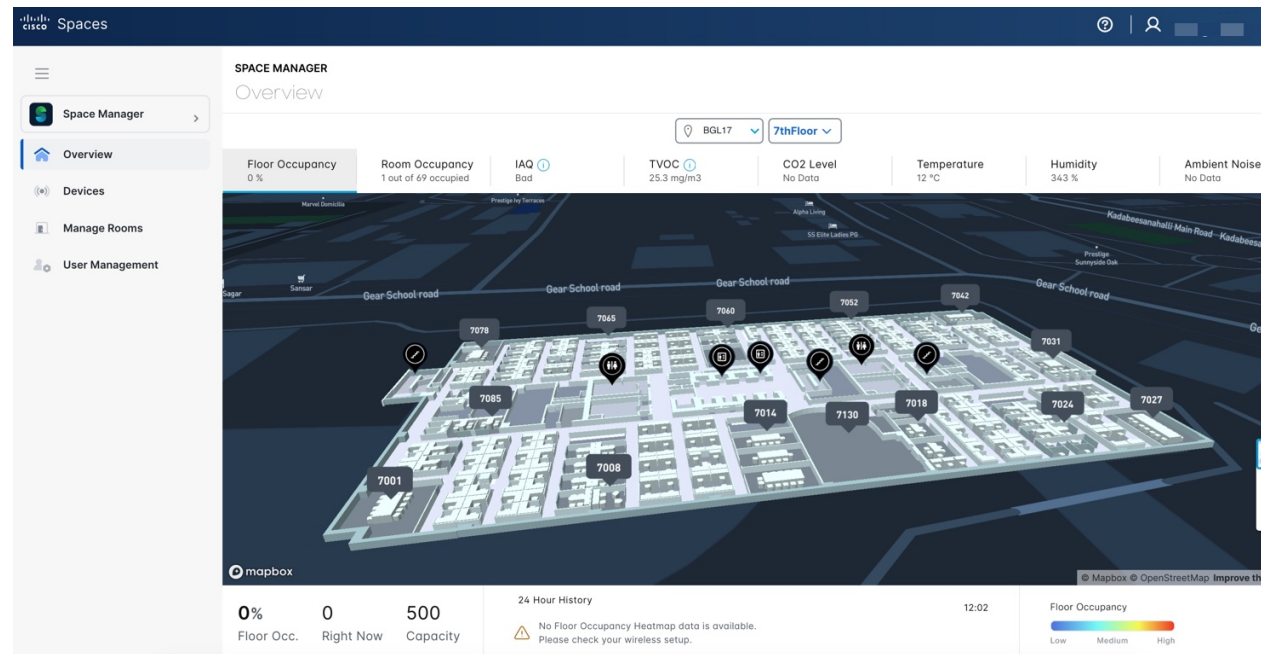 cisco Spaces
Space Manager
Overview
Devices
Manage Rooms
User Management
SPACE MANAGER
Overview
BGL17
7thFloor
Floor Occupancy
0 %
Room Occupancy
1 out of 69 occupied
IAQ
Bad
TVOC
25.3 mg/m3
CO2 Level
No Data
Temperature
12 °C
Humidity
343 %
Ambient Noise
No Data
Marvel Domicilia
Prestige Ivy Terraces
Alpha Living
SS Elite Ladies PG
Kadabeesanahalli Main Road
Kadabeesa
Prestige
Sunnyside Oak
Sagar
Sansar
Gear School road
Gear School road
Gear School road
Gear School road
Ge
7078
7065
7060
7052
7042
7031
7085
7014
7130
7018
7024
7027
7001
7008
mapbox
© Mapbox © OpenStreetMap Improve th
0%
Floor Occ.
0
Right Now
500
Capacity
24 Hour History
12:02
No Floor Occupancy Heatmap data is available.
Please check your wireless setup.
Floor Occupancy
Low Medium High